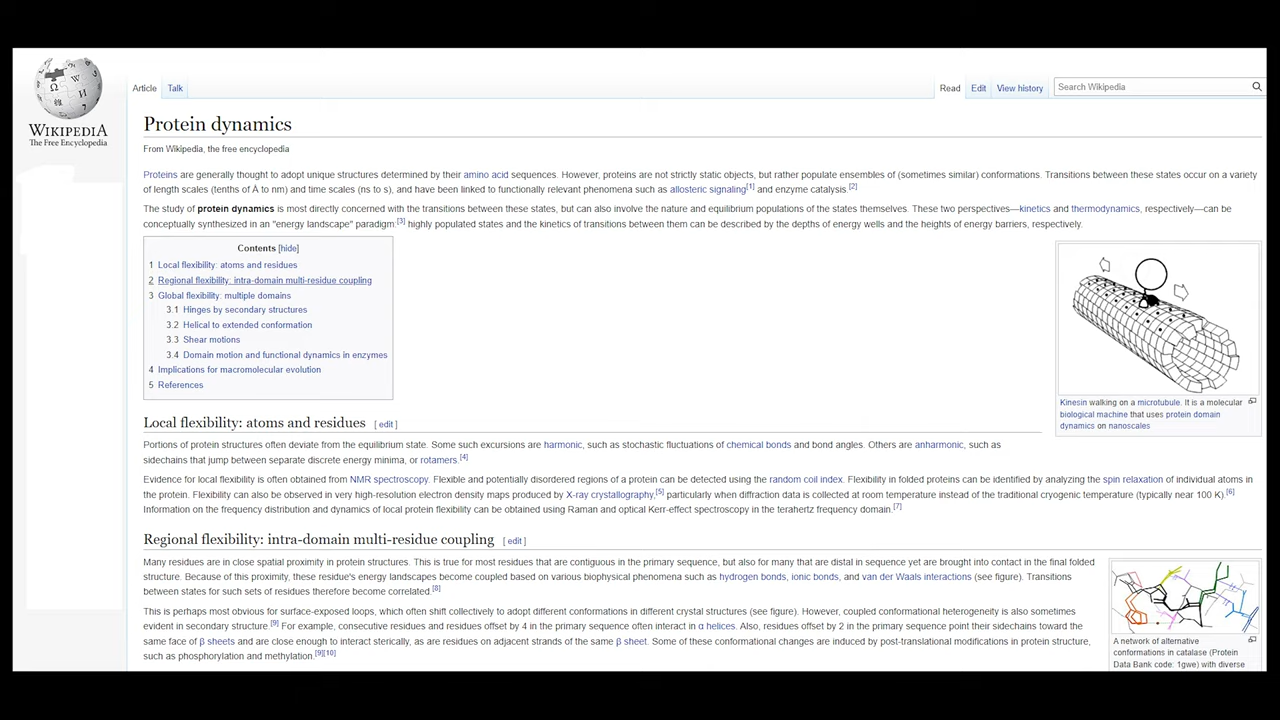 WIKIPEDIA
The Free Encyclopedia
Article Talk Read Edit View history Search Wikipedia
Protein dynamics
From Wikipedia, the free encyclopedia
Proteins are generally thought to adopt unique structures determined by their amino acid sequences. However, proteins are not strictly static objects, but rather populate ensembles of (sometimes similar) conformations. Transitions between these states occur on a variety
of length scales (tenths of Å to nm) and time scales (ns to s), and have been linked to functionally relevant phenomena such as allosteric signaling[1] and enzyme catalysis.[2]
The study of protein dynamics is most directly concerned with the transitions between these states, but can also involve the nature and equilibrium populations of the states themselves. These two perspectives—kinetics and thermodynamics, respectively—can be
conceptually synthesized in an "energy landscape" paradigm:[3] highly populated states and the kinetics of transitions between them can be described by the depths of energy wells and the heights of energy barriers, respectively.
Contents [hide]
1 Local flexibility: atoms and residues
2 Regional flexibility: intra-domain multi-residue coupling
3 Global flexibility: multiple domains
3.1 Hinges by secondary structures
3.2 Helical to extended conformation
3.3 Shear motions
3.4 Domain motion and functional dynamics in enzymes
4 Implications for macromolecular evolution
5 References
Kinesin walking on a microtubule. It is a molecular
biological machine that uses protein domain
dynamics on nanoscales
Local flexibility: atoms and residues [ edit ]
Portions of protein structures often deviate from the equilibrium state. Some such excursions are harmonic, such as stochastic fluctuations of chemical bonds and bond angles. Others are anharmonic, such as
sidechains that jump between separate discrete energy minima, or rotamers.[4]
Evidence for local flexibility is often obtained from NMR spectroscopy. Flexible and potentially disordered regions of a protein can be detected using the random coil index. Flexibility in folded proteins can be identified by analyzing the spin relaxation of individual atoms in
the protein. Flexibility can also be observed in very high-resolution electron density maps produced by X-ray crystallography,[5] particularly when diffraction data is collected at room temperature instead of the traditional cryogenic temperature (typically near 100 K).[6]
Information on the frequency distribution and dynamics of local protein flexibility can be obtained using Raman and optical Kerr-effect spectroscopy in the terahertz frequency domain.[7]
Regional flexibility: intra-domain multi-residue coupling [ edit ]
Many residues are in close spatial proximity in protein structures. This is true for most residues that are contiguous in the primary sequence, but also for many that are distal in sequence yet are brought into contact in the final folded
structure. Because of this proximity, these residue's energy landscapes become coupled based on various biophysical phenomena such as hydrogen bonds, ionic bonds, and van der Waals interactions (see figure). Transitions
between states for such sets of residues therefore become correlated.[8]
This is perhaps most obvious for surface-exposed loops, which often shift collectively to adopt different conformations in different crystal structures (see figure). However, coupled conformational heterogeneity is also sometimes
evident in secondary structure.[9] For example, consecutive residues and residues offset by 4 in the primary sequence often interact in α helices. Also, residues offset by 2 in the primary sequence point their sidechains toward the
same face of β sheets and are close enough to interact sterically, as are residues on adjacent strands of the same β sheet. Some of these conformational changes are induced by post-translational modifications in protein structure,
such as phosphorylation and methylation.[9][10]
A network of alternative
conformations in catalase (Protein
Data Bank code: 1gwe) with diverse